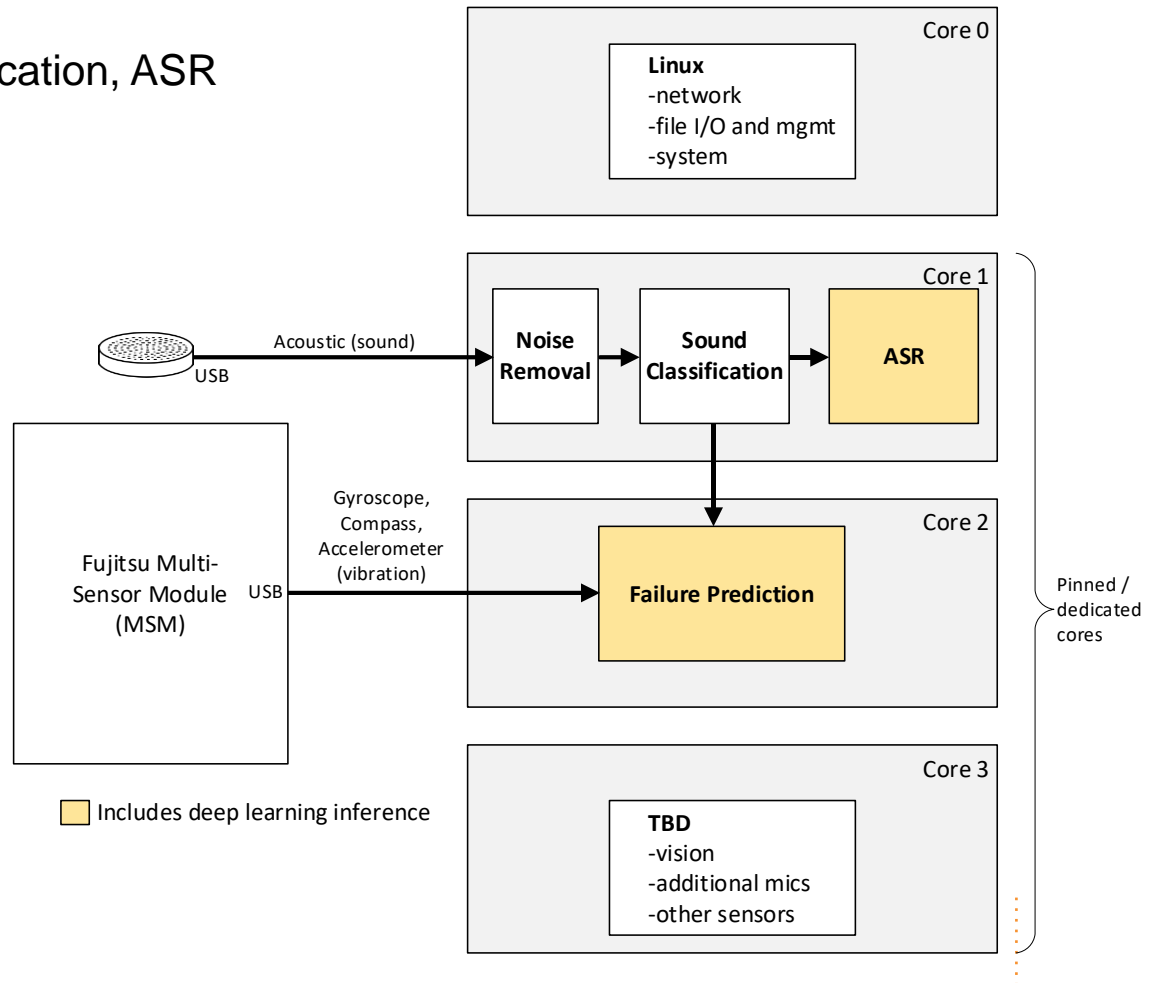 cation, ASR
Core 0
Linux
-network
-file I/O and mgmt
-system
Core 1
Acoustic (sound)
USB
Noise
Removal
Sound
Classification
ASR
Fujitsu Multi-
Sensor Module
(MSM)
USB
Gyroscope,
Compass,
Accelerometer
(vibration)
Core 2
Failure Prediction
Pinned /
dedicated
cores
Core 3
TBD
-vision
-additional mics
-other sensors
Includes deep learning inference